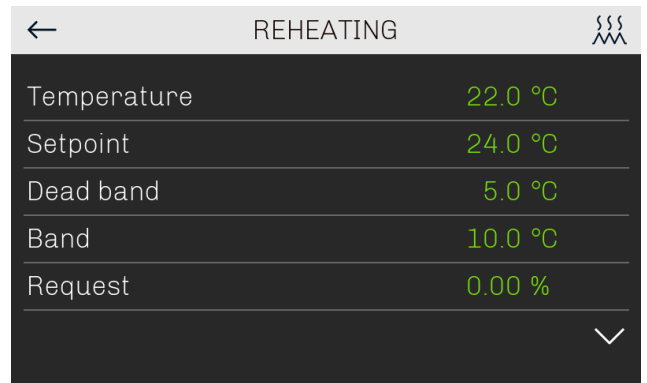 REHEATING
Temperature 22.0 °C
Setpoint 24.0 °C
Dead band 5.0 °C
Band 10.0 °C
Request 0.00 %